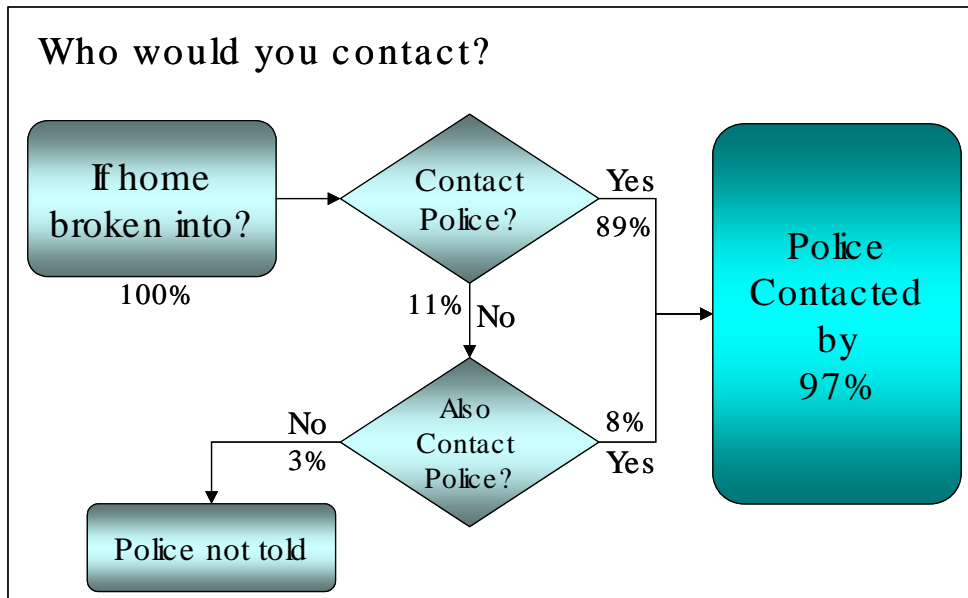 Who would you contact?
If home
broken into?
100%
Contact
Police?
Yes
89%
11%
No
Also
Contact
Police?
8%
Yes
No
3%
Police not told
Police
Contacted
by
97%